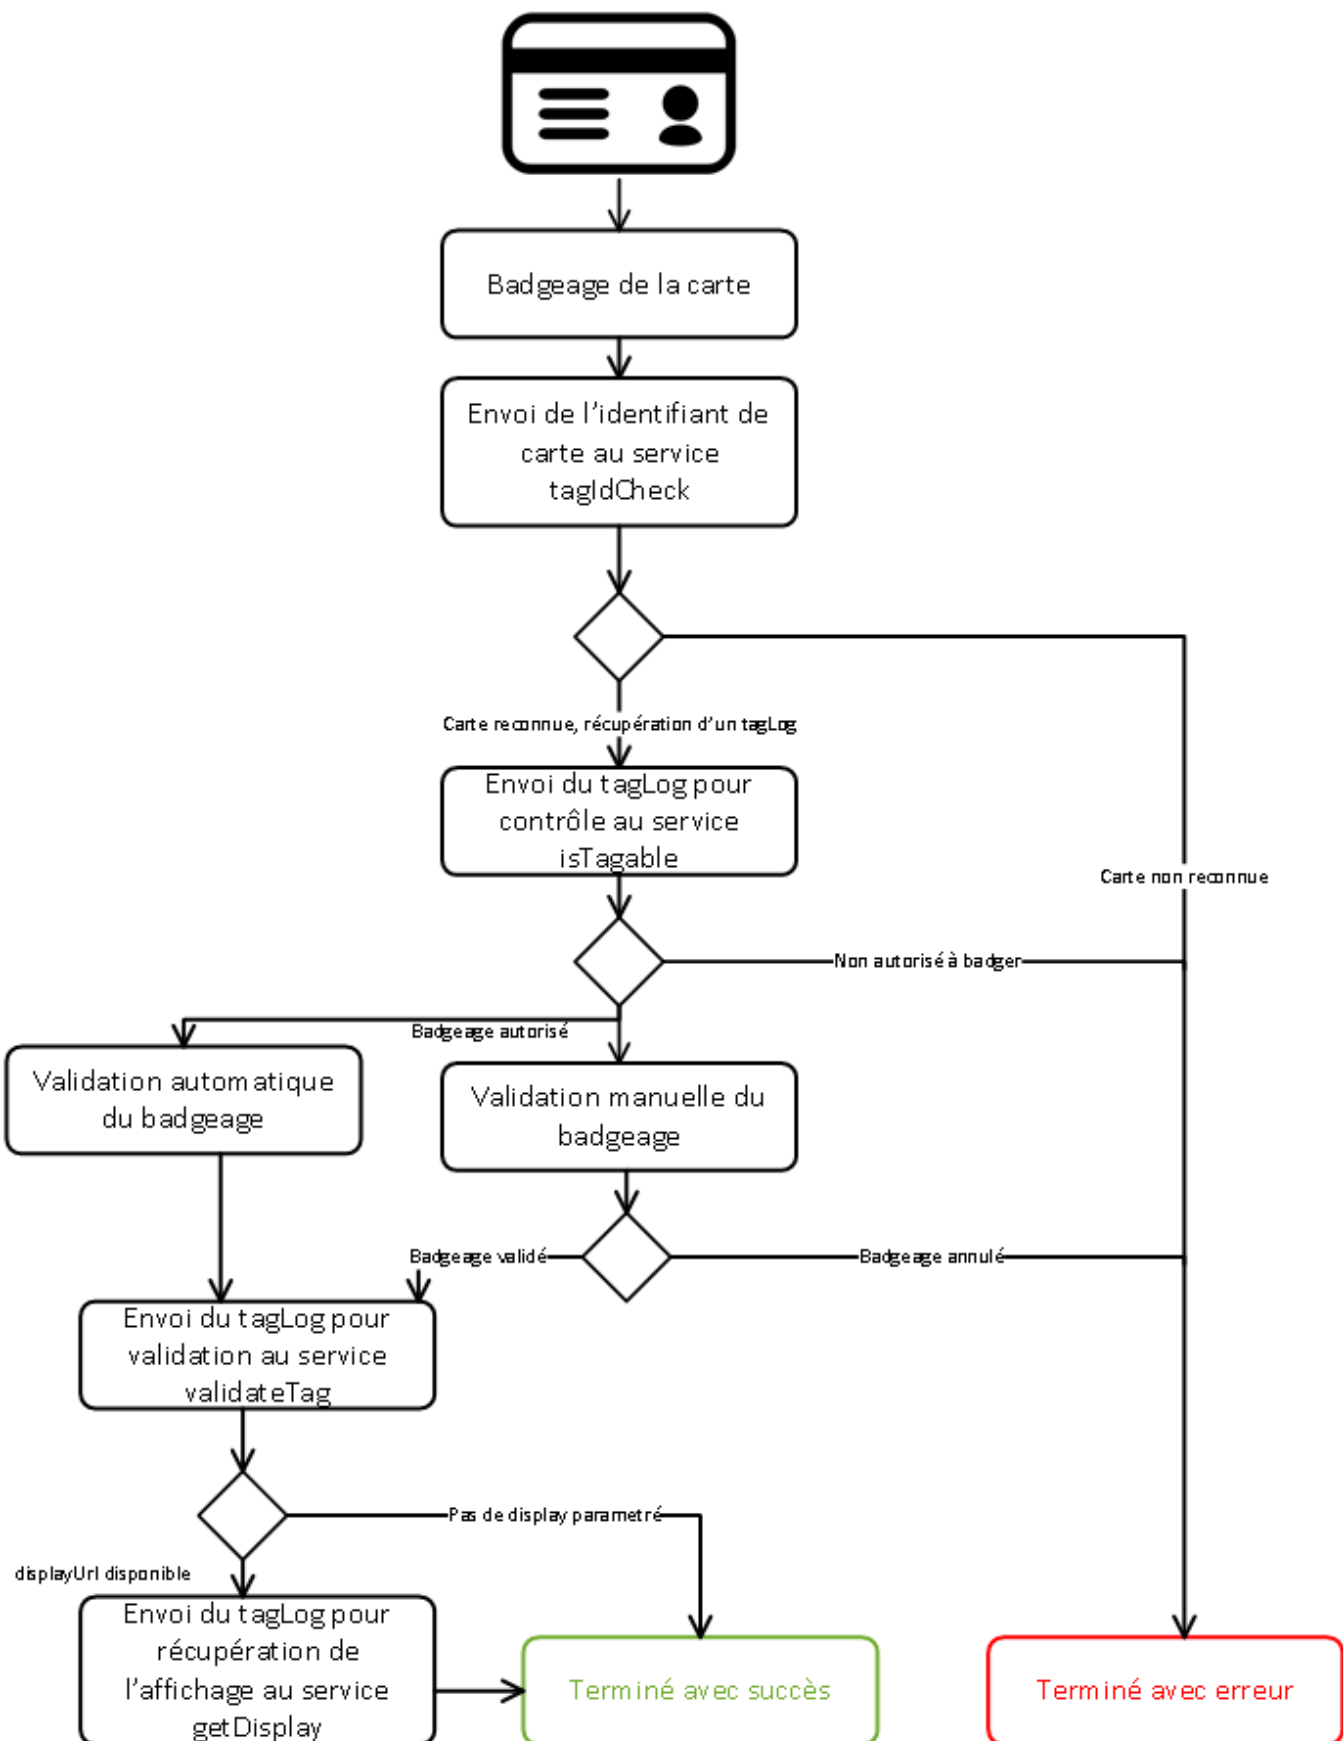 Badgeage de la carte
Envoi de l'identifiant de
carte au service
tagIdCheck
Carte reconnue, récupération d'un tagLog
Envoi du tagLog pour
contrôle au service
isTagable
Carte non reconnue
Non autorisé à badger
Badgeage autorisé
Validation automatique
du badgeage
Validation manuelle du
badgeage
Badgeage validé
Badgeage annulé
Envoi du tagLog pour
validation au service
validateTag
Pas de display parametré
displayUrl disponible
Envoi du tagLog pour
récupération de
l'affichage au service
getDisplay
Terminé avec succès
Terminé avec erreur